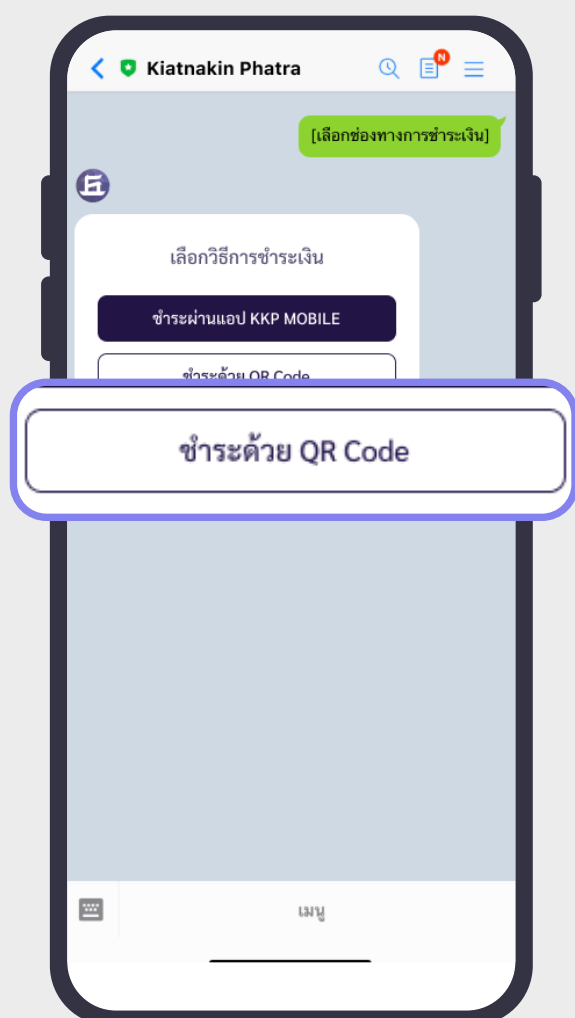 Kiatnakin Phatra
N
[เลือกช่องทางการชำระเงิน]
เลือกวิธีการชำระเงิน
ชำระผ่านแอป KKP MOBILE
ชำระด้วย QR Code
ชำระด้วย QR Code
เมนู